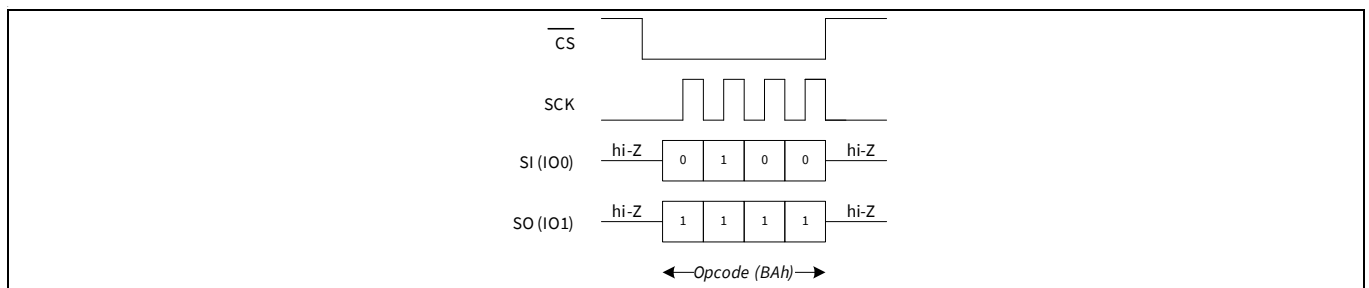 CS
SCK
SI (IO0) hi-Z 0 1 0 0 hi-Z
SO (IO1) hi-Z 1 1 1 1 hi-Z
Opcode (BAh)